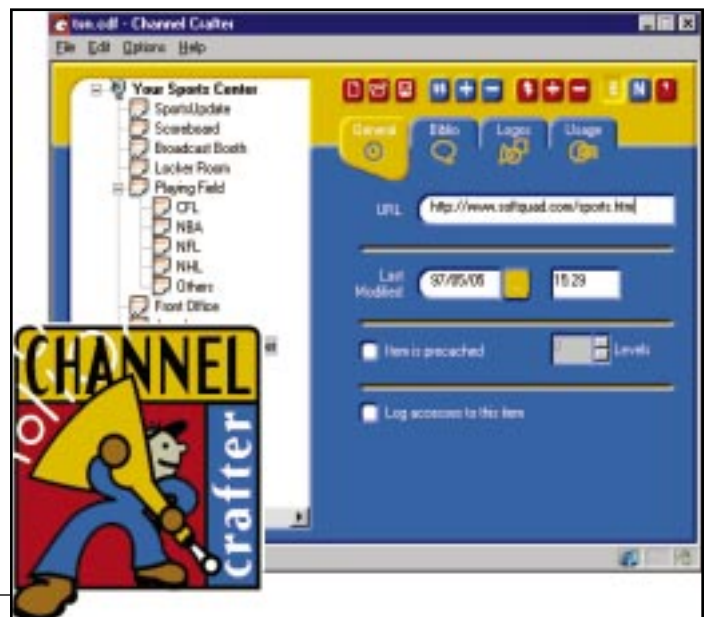 - Channel Crafter
File Edit Options Help
Your Sports Center
SportsUpdate
Scoreboard
Broadcast Booth
Locker Room
Playing Field
CFL
NBA
NFL
NHL
Others
Front Office
General
Biblio
Logos
Usage
URL
http://www.softquad.com/sports.htm
Last Modified
97/05/05
15:29
Item is precached
Levels
Log accesses to this item
CHANNEL
crafter